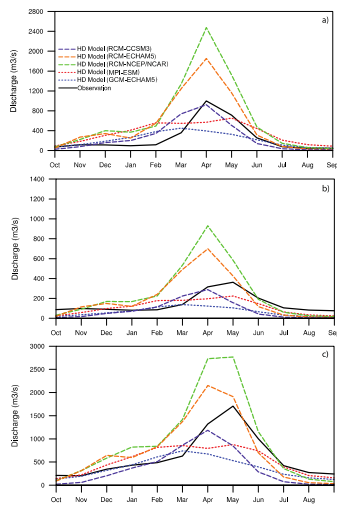 a)
2800
2400
2000
1600
1200
800
400
0
Discharge (m3/s)
HD Model (RCM-CCSM3)
HD Model (RCM-ECHAM5)
HD Model (RCM-NCEP/NCAR)
HD Model (MPI-ESM)
HD Model (GCM-ECHAM5)
Observation
Oct Nov Dec Jan Feb Mar Apr May Jun Jul Aug Sep
b)
1400
1200
1000
800
600
400
200
0
Discharge (m3/s)
Oct Nov Dec Jan Feb Mar Apr May Jun Jul Aug Sep
c)
3000
2500
2000
1500
1000
500
0
Discharge (m3/s)
Oct Nov Dec Jan Feb Mar Apr May Jun Jul Aug Sep